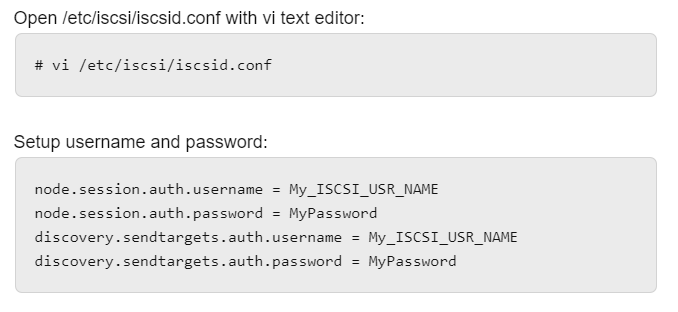 Open /etc/iscsi/iscsid.conf with vi text editor:
# vi /etc/iscsi/iscsid.conf
Setup username and password:
node.session.auth.username = My_ISCSI_USR_NAME
node.session.auth.password = MyPassword
discovery.sendtargets.auth.username = My_ISCSI_USR_NAME
discovery.sendtargets.auth.password = MyPassword